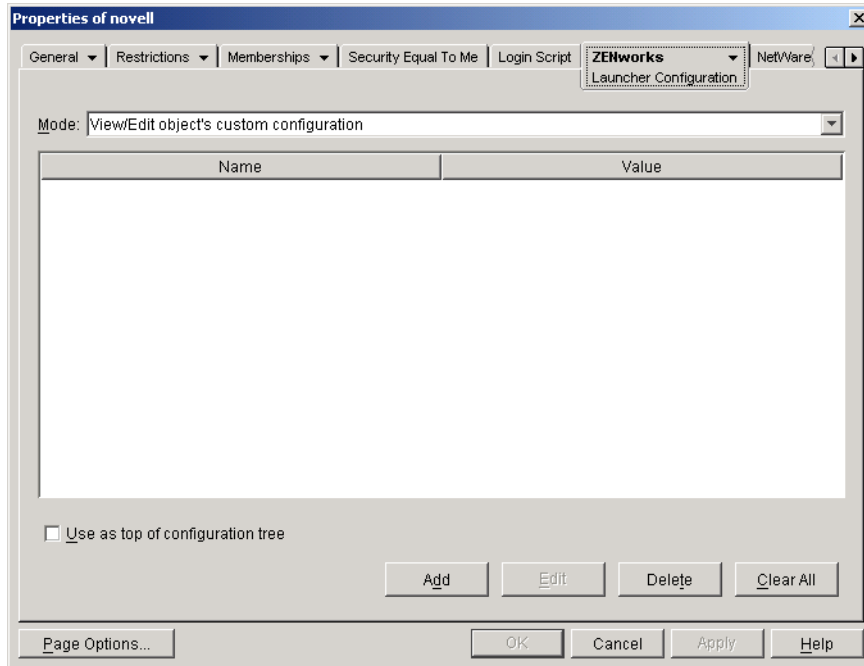 Properties of novell
General Restrictions Memberships Security Equal To Me Login Script ZENworks NetWare
Launcher Configuration
Mode: View/Edit object's custom configuration
Name Value
Use as top of configuration tree
Add Edit Delete Clear All
Page Options... OK Cancel Apply Help